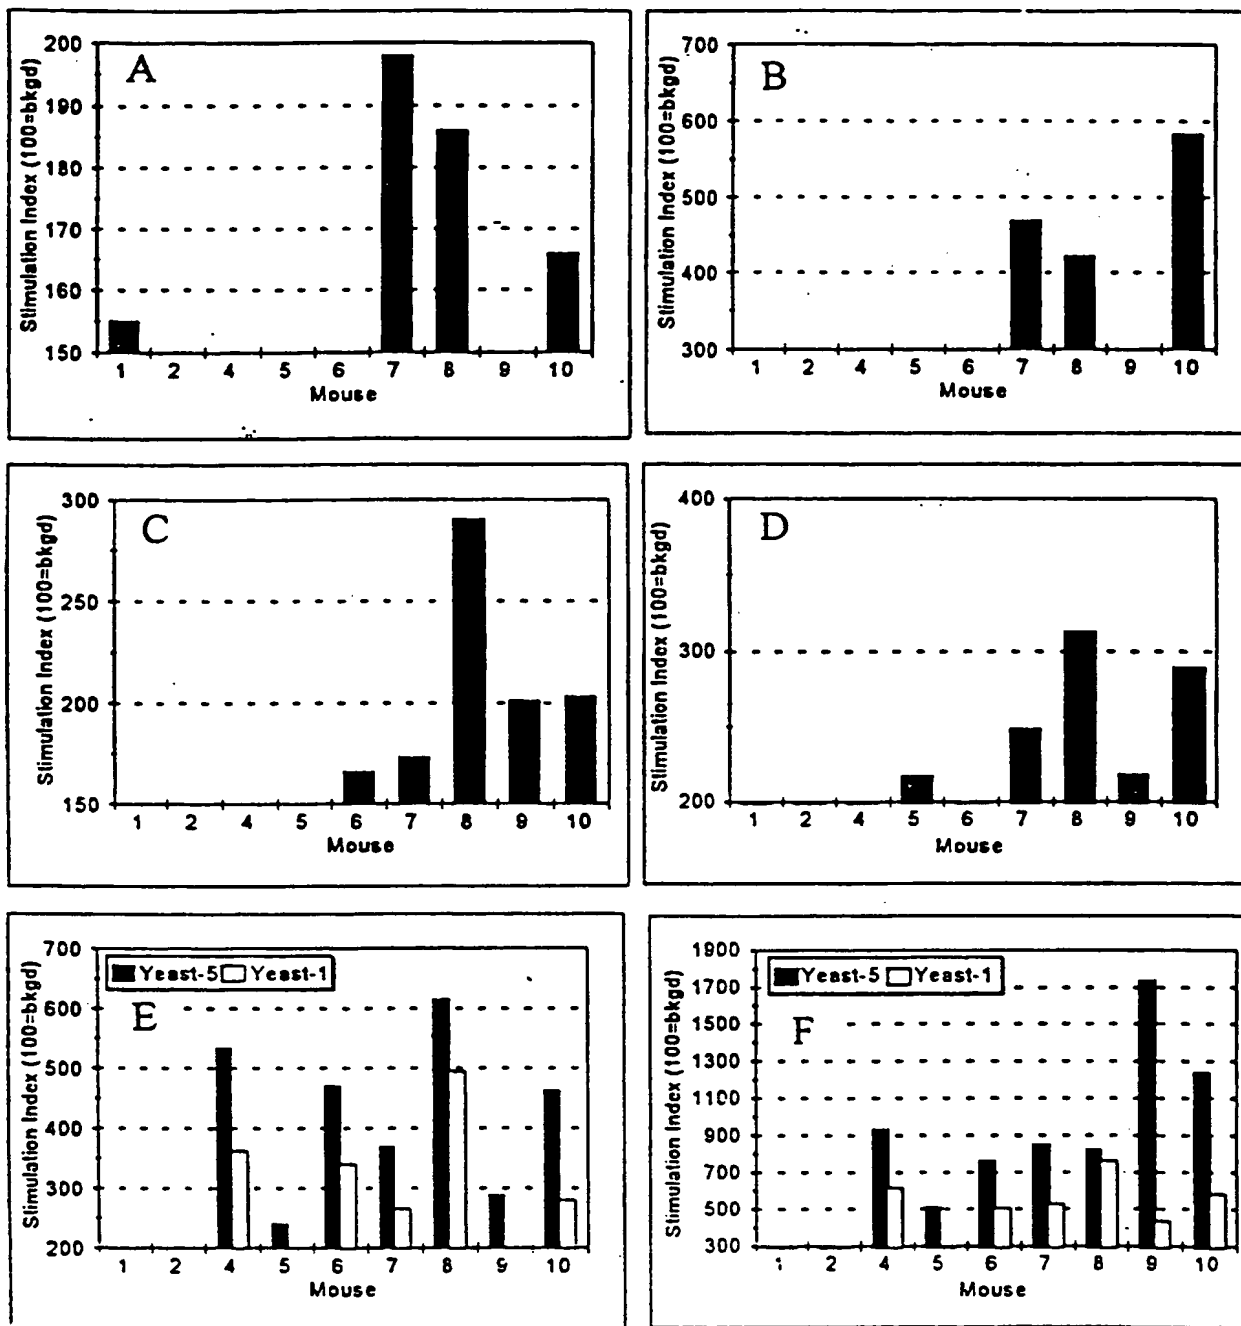 A
Stimulation Index (100=bkgd)
200
190
180
170
160
150
1 2 4 5 6 7 8 9 10
Mouse
B
Stimulation Index (100=bkgd)
700
600
500
400
300
1 2 4 5 6 7 8 9 10
Mouse
C
Stimulation Index (100=bkgd)
300
250
200
150
1 2 4 5 6 7 8 9 10
Mouse
D
Stimulation Index (100=bkgd)
400
300
200
1 2 4 5 6 7 8 9 10
Mouse
E
Yeast-5 Yeast-1
Stimulation Index (100=bkgd)
700
600
500
400
300
200
1 2 4 5 6 7 8 9 10
Mouse
F
Yeast-5 Yeast-1
Stimulation Index (100=bkgd)
1900
1700
1500
1300
1100
900
700
500
300
1 2 4 5 6 7 8 9 10
Mouse